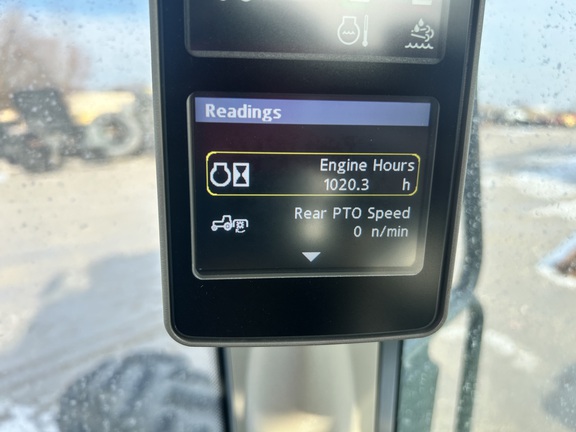 Readings
Engine Hours
1020.3 h
Rear PTO Speed
0 n/min